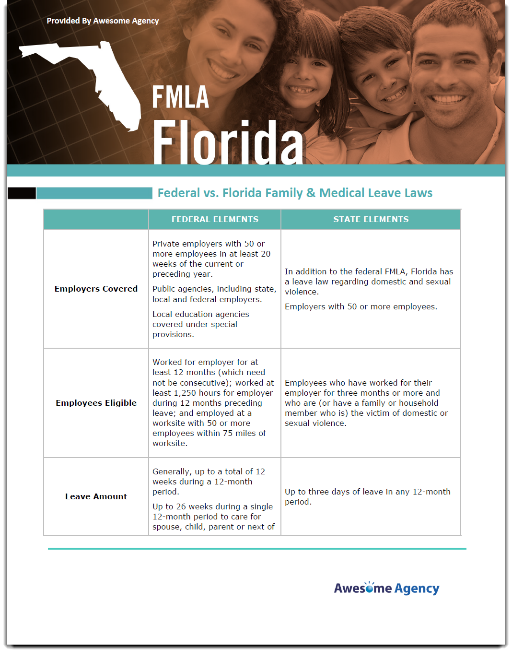 Provided By Awesome Agency
FMLA
Florida
Federal vs. Florida Family & Medical Leave Laws
FEDERAL ELEMENTS
STATE ELEMENTS
Employers Covered
Private employers with 50 or
more employees in at least 20
weeks of the current or
preceding year.
Public agencies, including state,
local and federal employers.
Local education agencies
covered under special
provisions.
In addition to the federal FMLA, Florida has
a leave law regarding domestic and sexual
violence.
Employers with 50 or more employees.
Employees Eligible
Worked for employer for at
least 12 months (which need
not be consecutive); worked at
least 1,250 hours for employer
during 12 months preceding
leave; and employed at a
worksite with 50 or more
employees within 75 miles of
worksite.
Employees who have worked for their
employer for three months or more and
who are (or have a family or household
member who is) the victim of domestic or
sexual violence.
Leave Amount
Generally, up to a total of 12
weeks during a 12-month
period.
Up to 26 weeks during a single
12-month period to care for
spouse, child, parent or next of
Up to three days of leave in any 12-month
period.
Awesome Agency